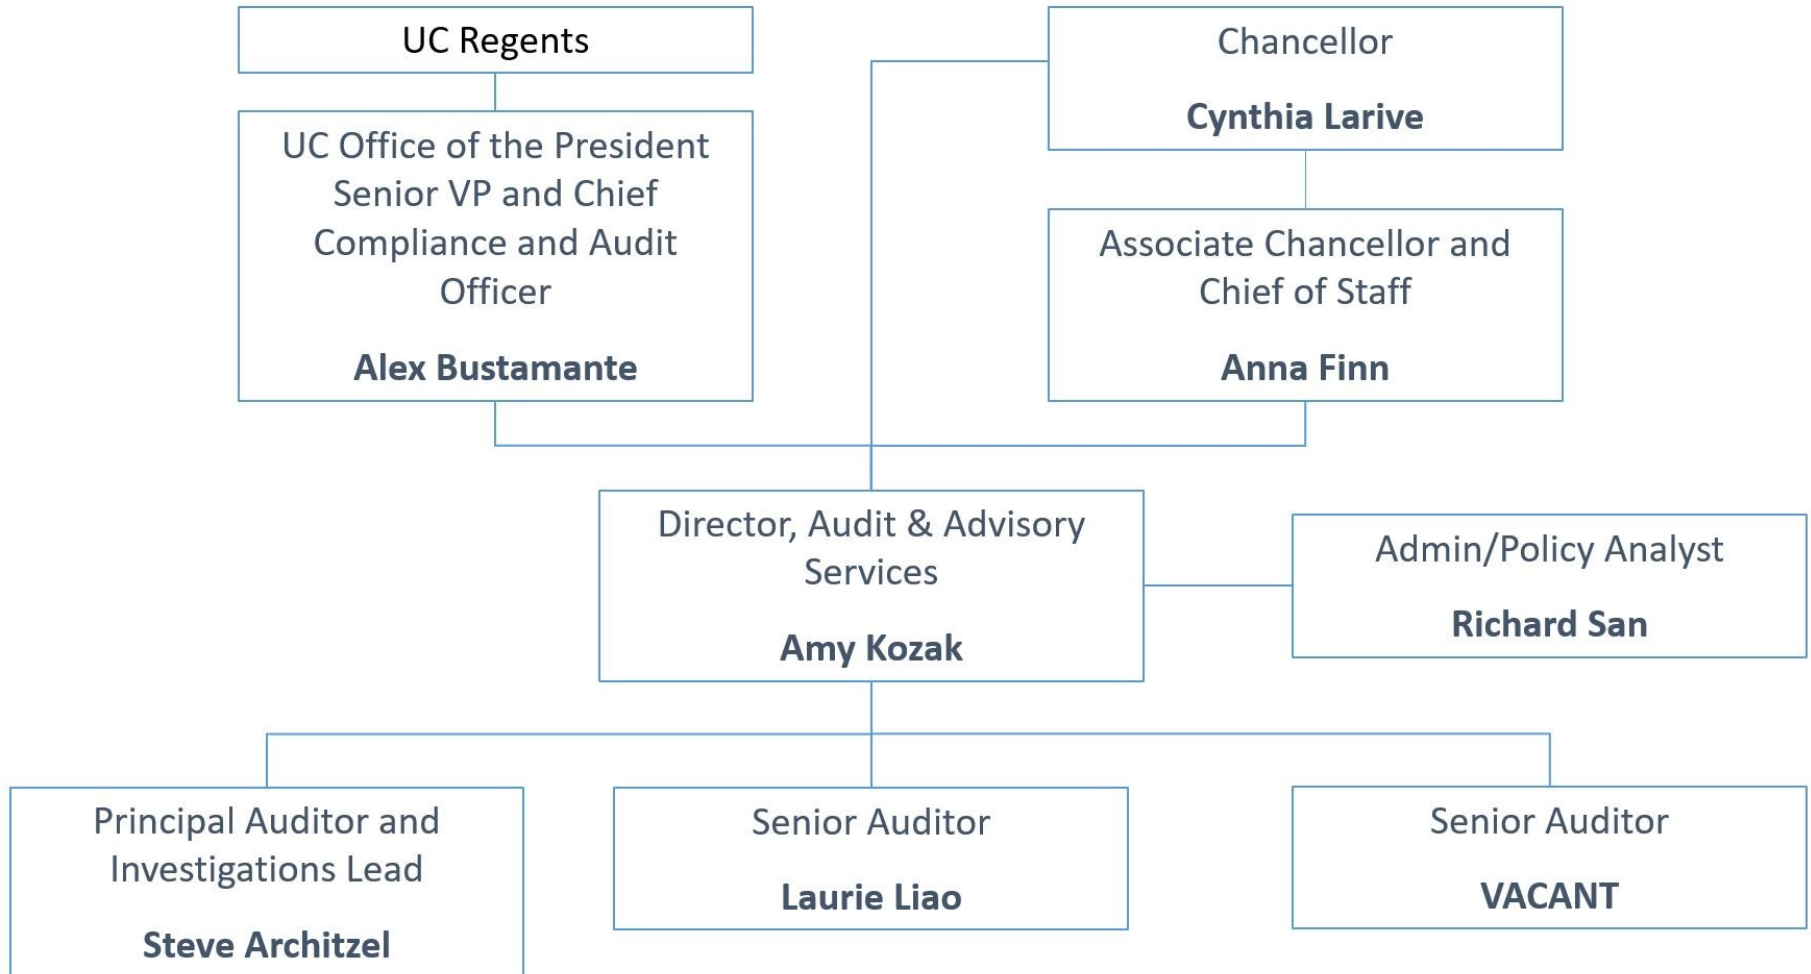 UC Regents
UC Office of the President
Senior VP and Chief
Compliance and Audit
Officer
Alex Bustamante
Chancellor
Cynthia Larive
Associate Chancellor and
Chief of Staff
Anna Finn
Director, Audit & Advisory
Services
Amy Kozak
Admin/Policy Analyst
Richard San
Principal Auditor and
Investigations Lead
Steve Architzel
Senior Auditor
Laurie Liao
Senior Auditor
VACANT